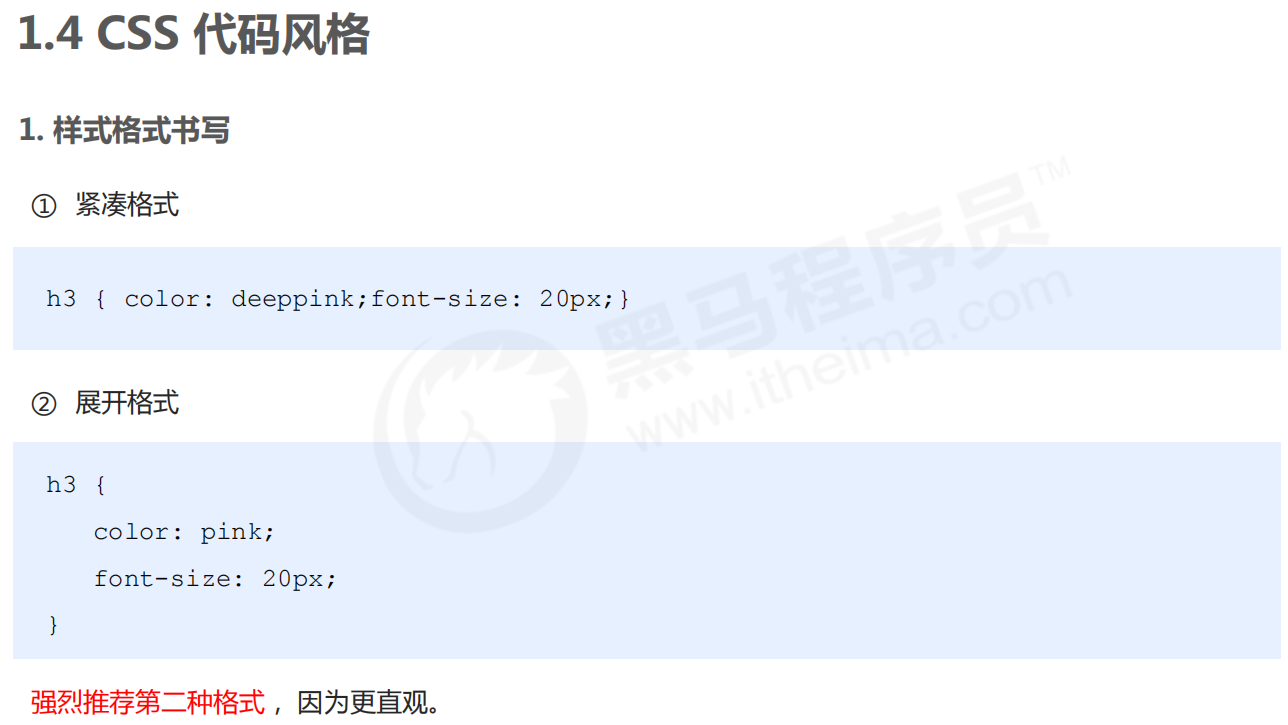 1.4 CSS 代码风格
1. 样式格式书写
① 紧凑格式
h3 { color: deeppink;font-size: 20px;}
② 展开格式
h3 {
color: pink;
font-size: 20px;
}
强烈推荐第二种格式 ，因为更直观。
黑马程序员™
www.itheima.com